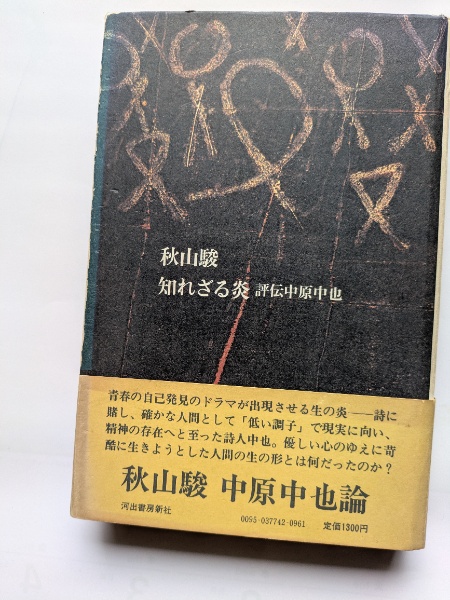 秋山駿
知れざる炎 評伝中原中也
青春の自己発見のドラマが出現させる生の炎——詩に
賭し、確かな人間として「低い調子」で現実に向い、
精神の存在へと至った詩人中也。優しい心のゆえに苛
酷に生きようとした人間の生の形とは何だったのか?
秋山駿 中原中也論
河出書房新社 0095-037742-0961 定価1300円